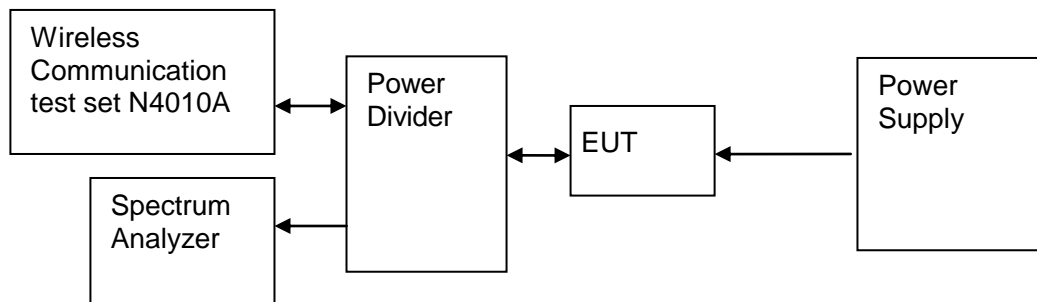 Wireless
Communication
test set N4010A
Power
Divider
EUT
Power
Supply
Spectrum
Analyzer